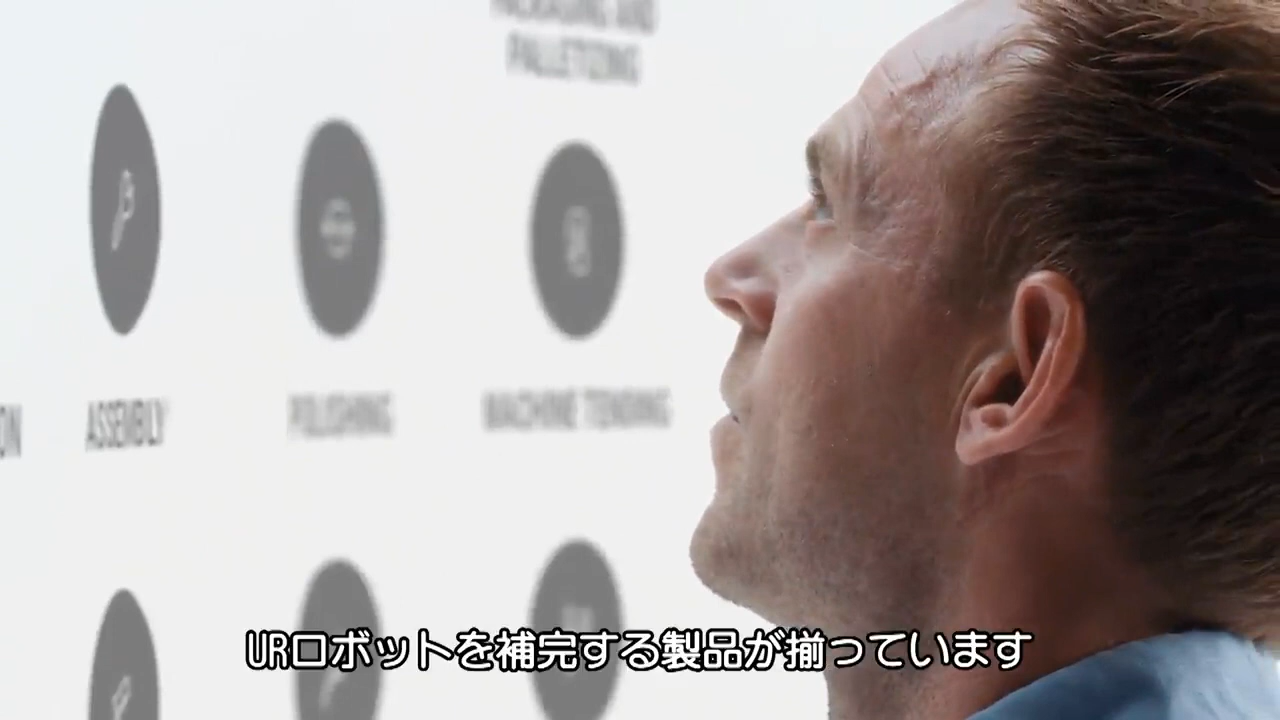 PACKAGING AND
PALLETIZING
ON
ASSEMBLY
POLISHING
MACHINE TENDING
URロボットを補完する製品が揃っています